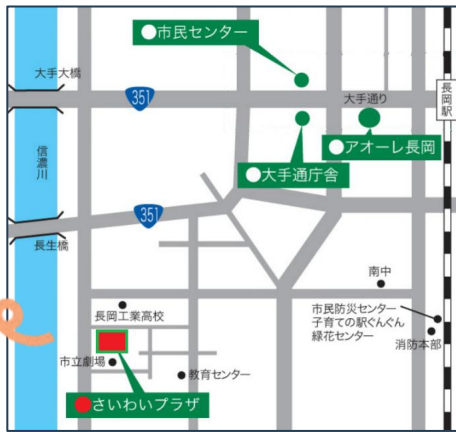 ●市民センター
大手大橋
351
大手通り
長岡駅
●アオーレ長岡
●大手通庁舎
信濃川
351
長生橋
南中
長岡工業高校
市民防災センター
子育ての駅ぐんぐん
緑花センター
消防本部
市立劇場
教育センター
●さいわいプラザ